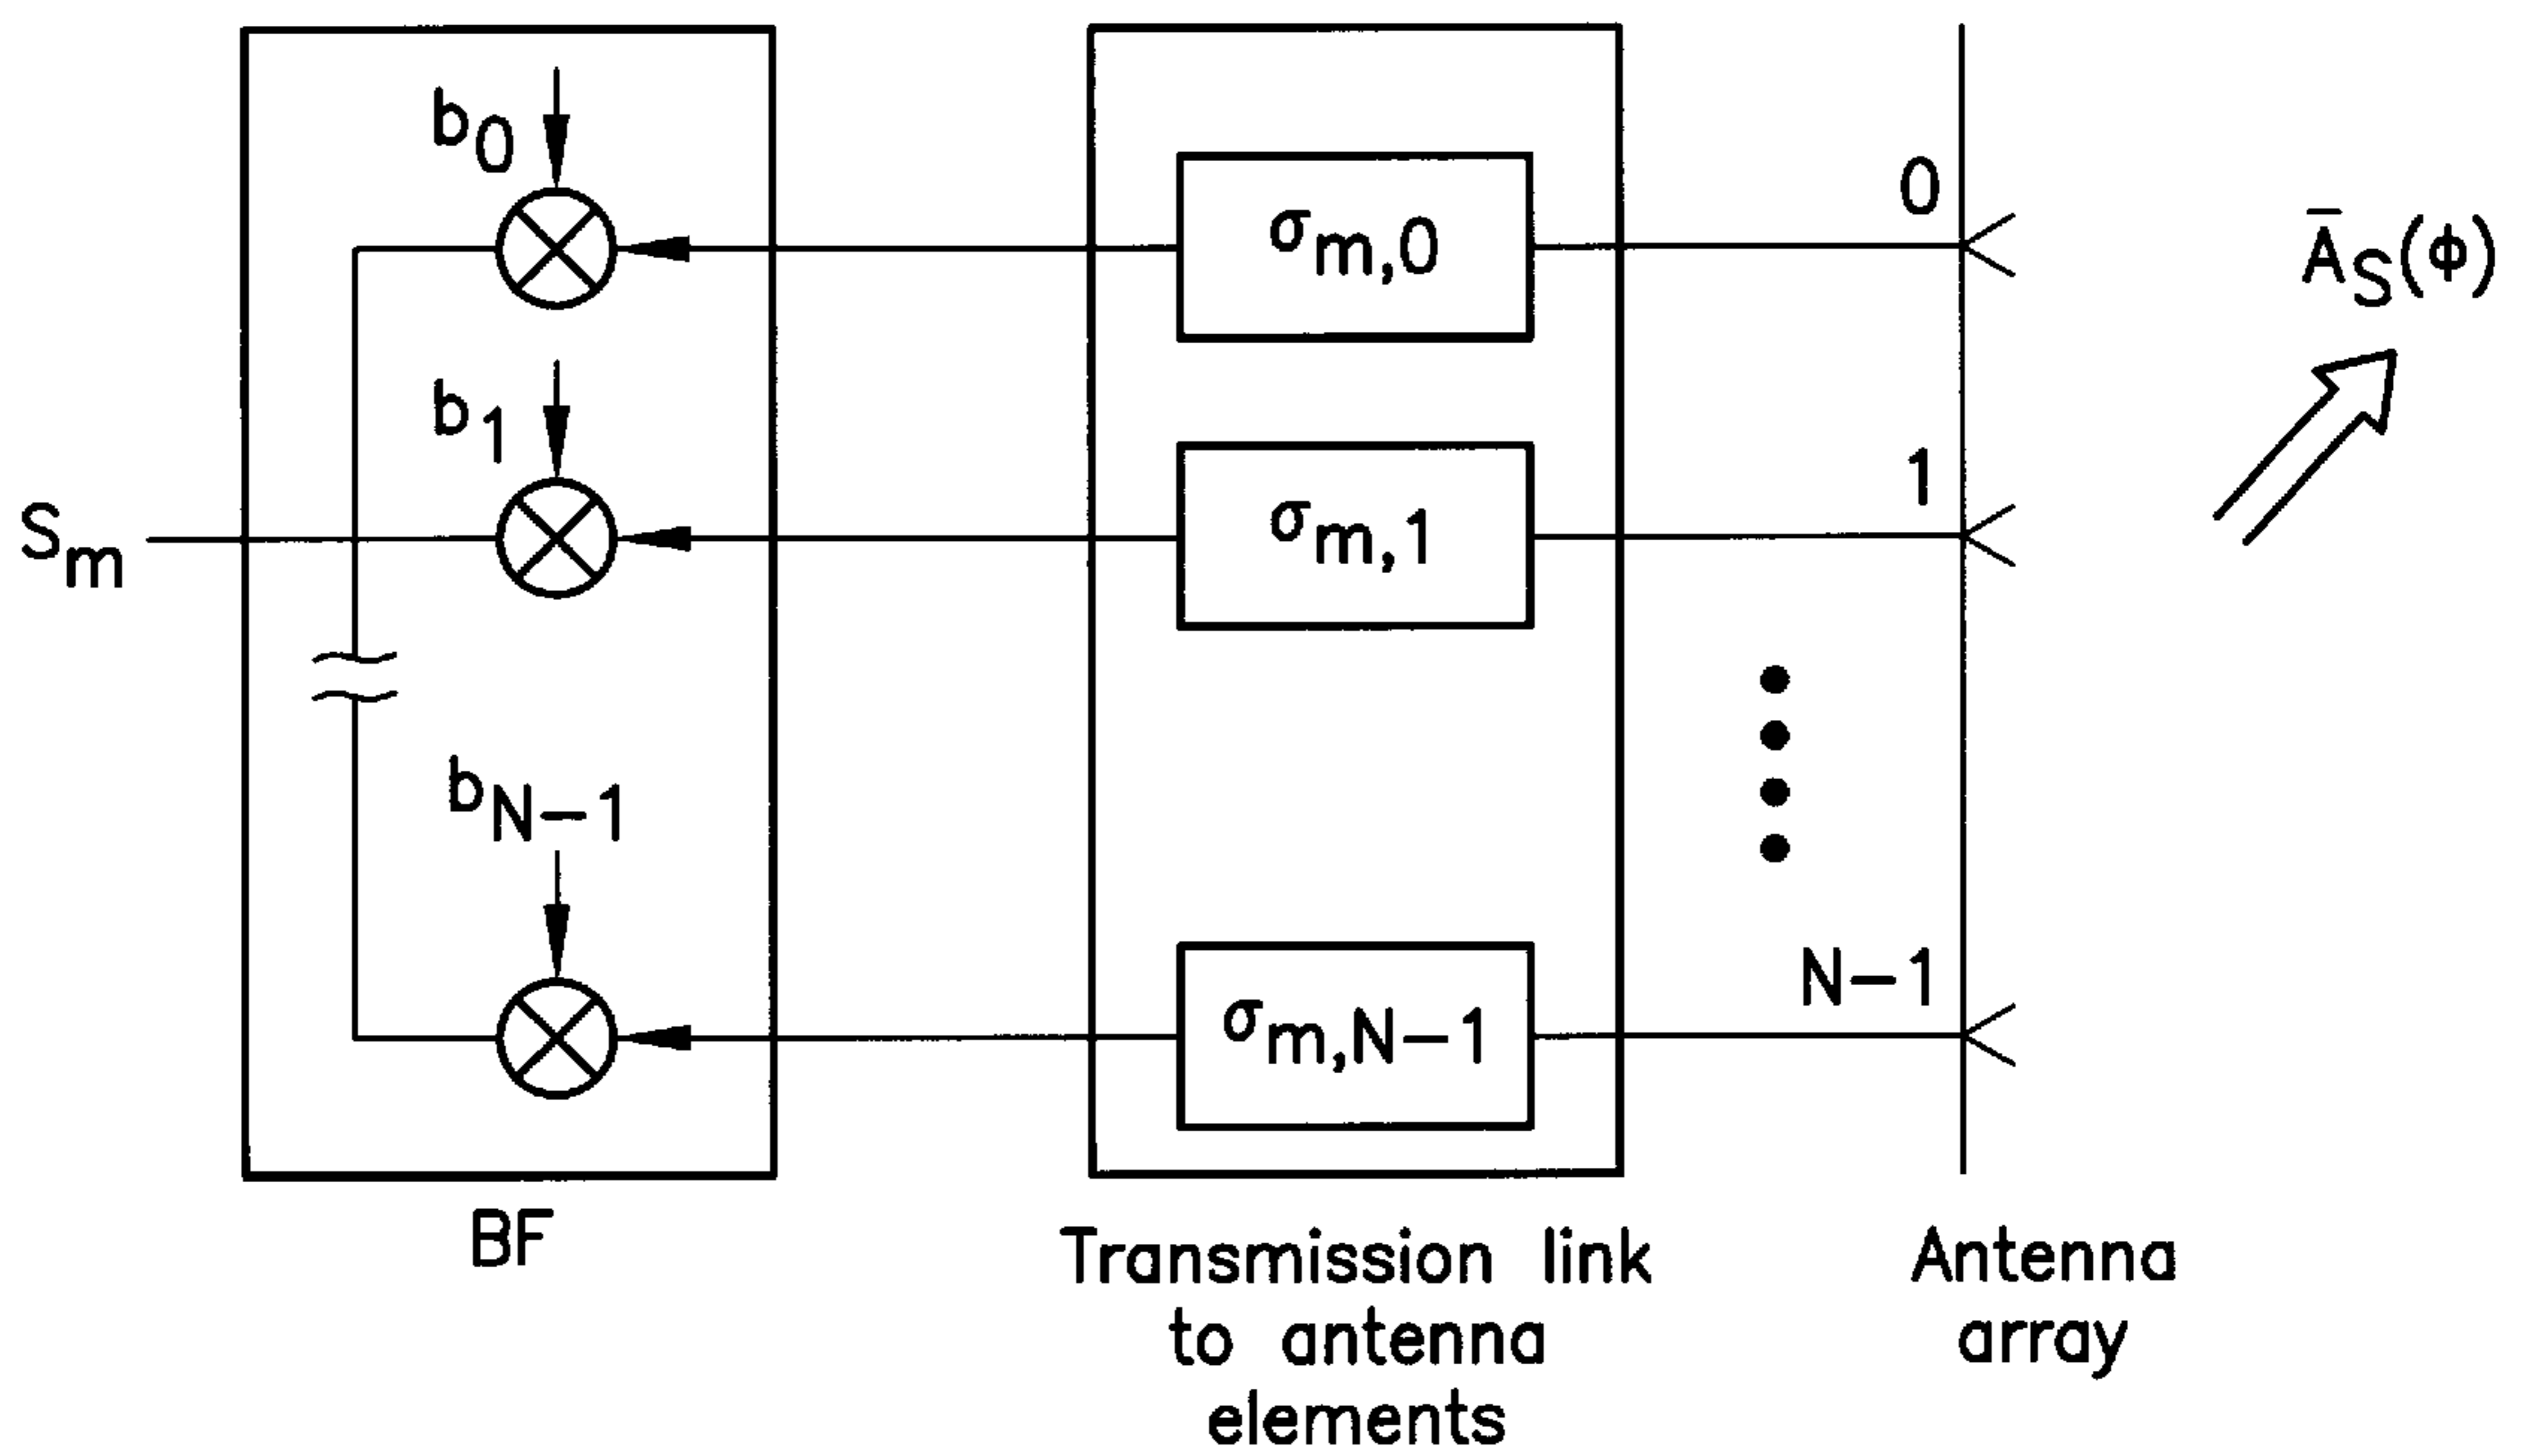 b0
σm,0
0
ĀS(ϕ)
b1
σm,1
1
Sm
bN-1
σm,N-1
N-1
BF
Transmission link
to antenna
elements
Antenna
array